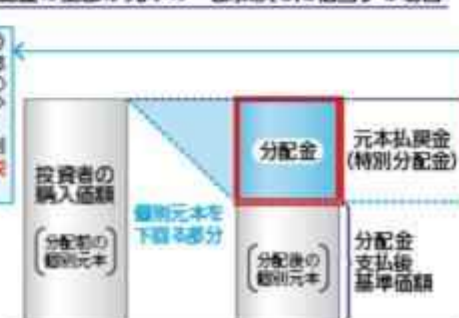 分配金
元本払戻金
(特別分配金)
投資者の
購入価額
(分配前の
個別元本)
個別元本を
下回る部分
(分配後の
個別元本)
分配金
支払後
基準価額